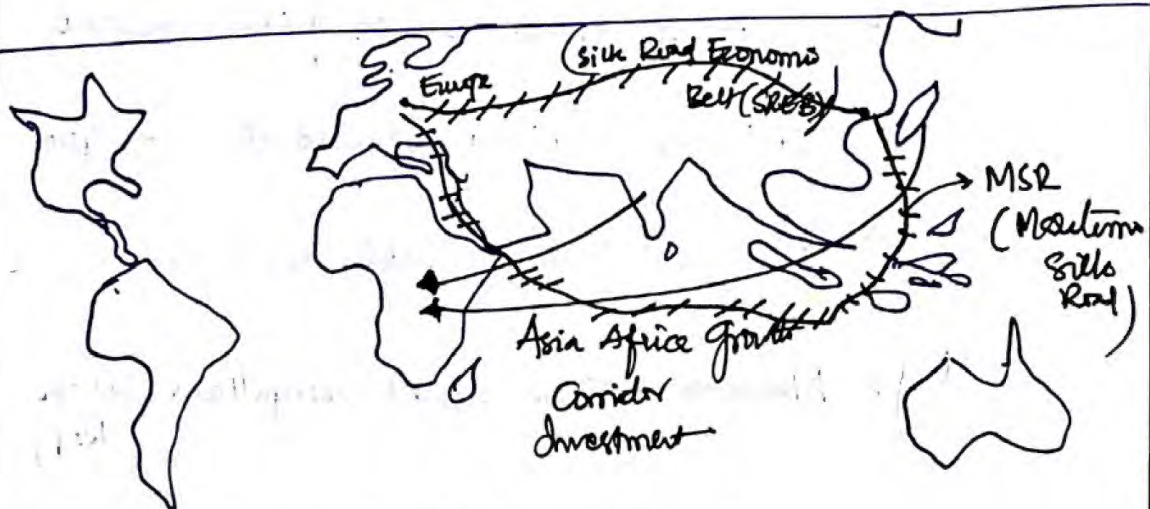 (Silk Road Economic
Belt (SREB))
Europe
MSR
(Maritime
Silk
Road)
Asia Africa Growth
Corridor
Investment